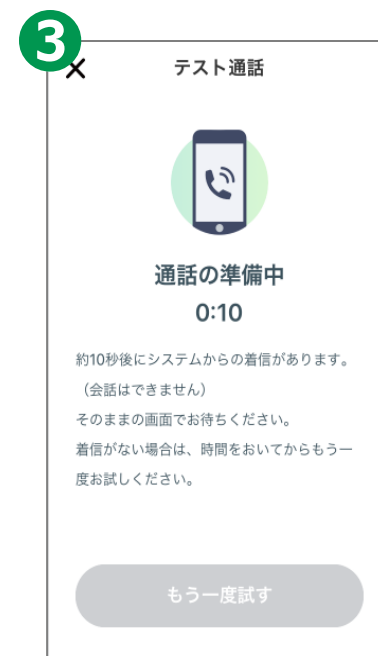 3
× テスト通話
通話の準備中
0:10
約10秒後にシステムからの着信があります。
（会話はできません）
そのままの画面でお待ちください。
着信がない場合は、時間をおいてからもう一
度お試しください。
もう一度試す